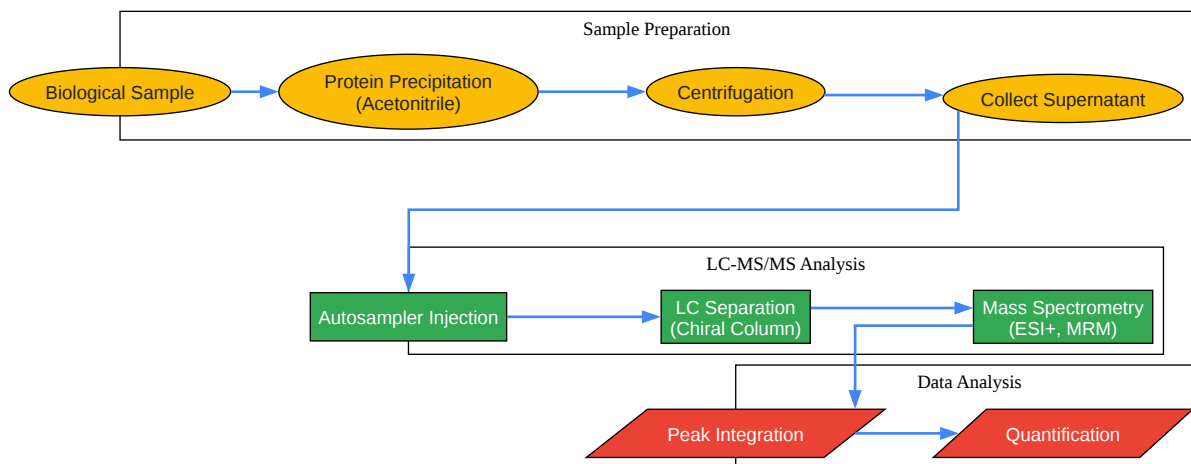 Sample Preparation
Biological Sample
Protein Precipitation
(Acetonitrile)
Centrifugation
Collect Supernatant
LC-MS/MS Analysis
Autosampler Injection
LC Separation
(Chiral Column)
Mass Spectrometry
(ESI+, MRM)
Data Analysis
Peak Integration
Quantification